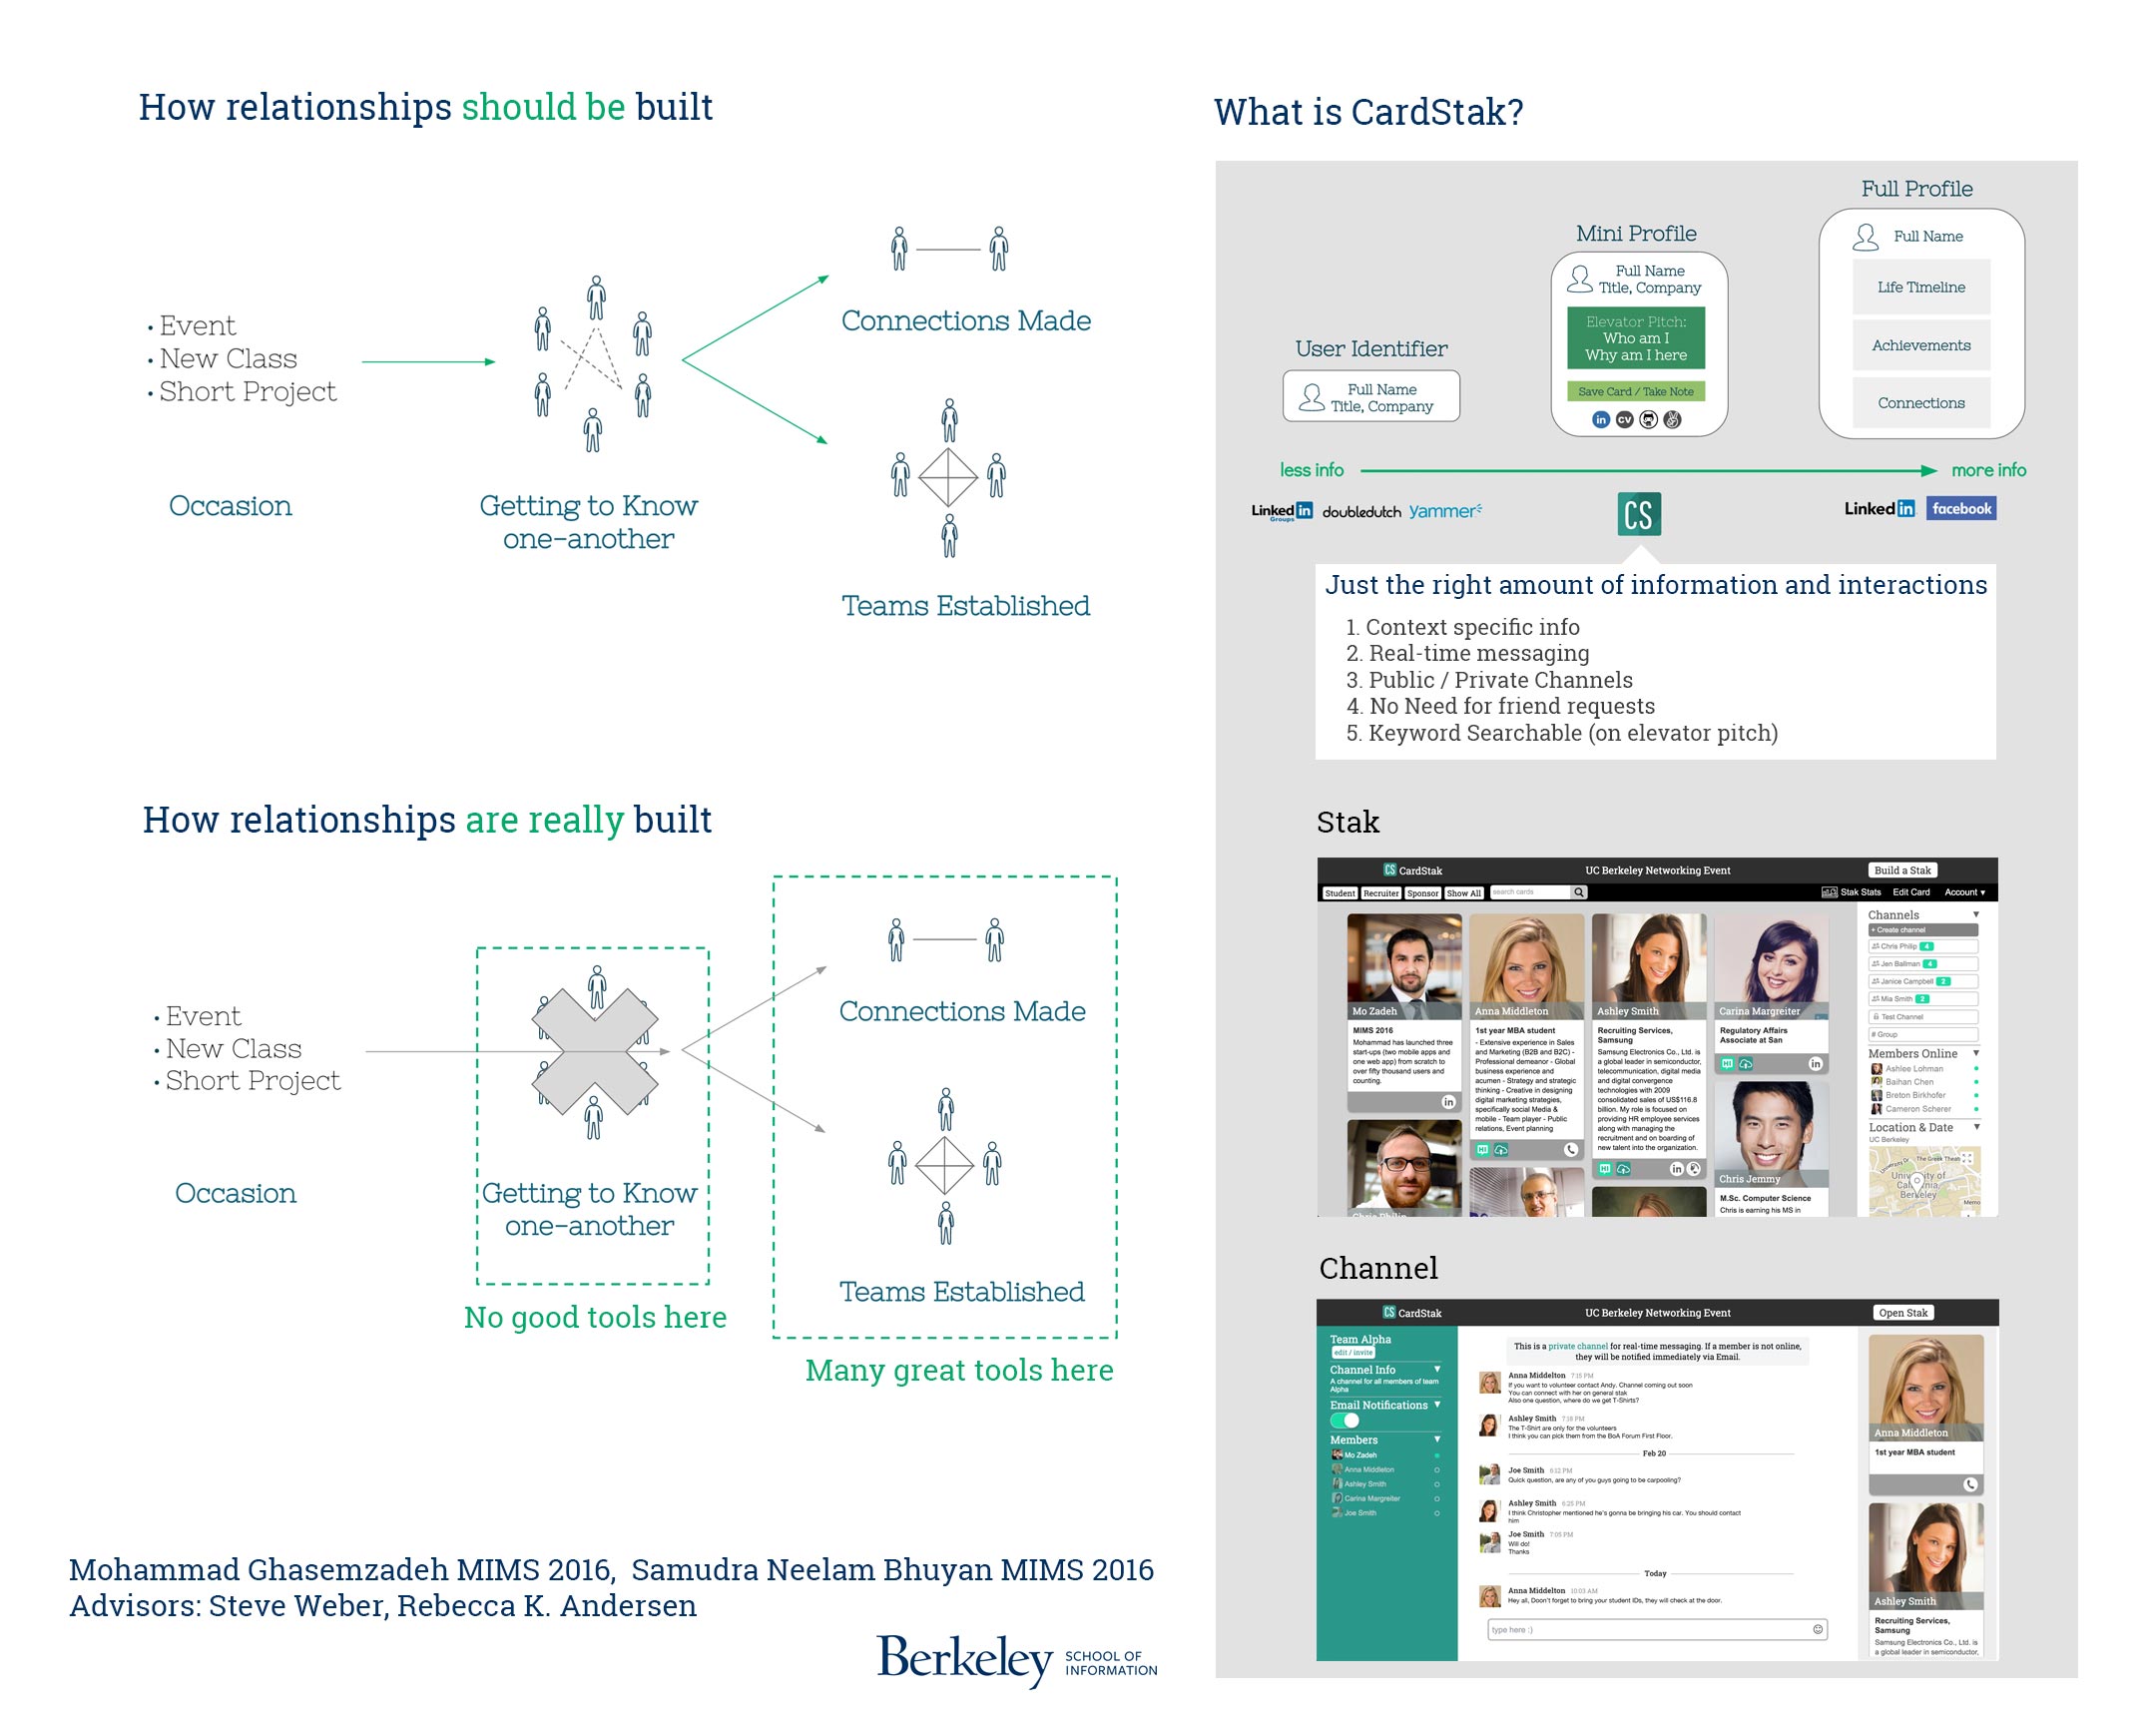 How relationships should be built
• Event
• New Class
• Short Project
Occasion
Getting to Know
one-another
Connections Made
Teams Established
How relationships are really built
• Event
• New Class
• Short Project
Occasion
Getting to Know
one-another
No good tools here
Connections Made
Teams Established
Many great tools here
Mohammad Ghasemzadeh MIMS 2016, Samudra Neelam Bhuyan MIMS 2016
Advisors: Steve Weber, Rebecca K. Andersen
Berkeley SCHOOL OF
INFORMATION
What is CardStak?
User Identifier
Full Name
Title, Company
Mini Profile
Full Name
Title, Company
Elevator Pitch:
Who am I
Why am I here
Save Card / Take Note
in cv
Full Profile
Full Name
Life Timeline
Achievements
Connections
less info
more info
Linked in
Groups
doubledutch
yammer
CS
Linked in
facebook
Just the right amount of information and interactions
1. Context specific info
2. Real-time messaging
3. Public / Private Channels
4. No Need for friend requests
5. Keyword Searchable (on elevator pitch)
Stak
CS CardStak
UC Berkeley Networking Event
Build a Stak
Student Recruiter Sponsor Show All search cards
Stak Stats Edit Card Account ▾
Mo Zadeh
MIMS 2016
Mohammad has launched three
start-ups (two mobile apps and
one web app) from scratch to
over fifty thousand users and
counting.
in
Chris Philip
Anna Middleton
1st year MBA student
- Extensive experience in Sales
and Marketing (B2B and B2C) -
Professional demeanor - Global
business experience and
acumen - Strategy and strategic
thinking - Creative in designing
digital marketing strategies,
specifically social Media &
mobile - Team player - Public
relations, Event planning
Ashley Smith
Recruiting Services,
Samsung
Samsung Electronics Co., Ltd. is
a global leader in semiconductor,
telecommunication, digital media
and digital convergence
technologies with 2009
consolidated sales of US$116.8
billion. My role is focused on
providing HR employee services
along with managing the
recruitment and on boarding of
new talent into the organization.
in
Carina Margreiter
Regulatory Affairs
Associate at San
in
Chris Jemmy
M.Sc. Computer Science
Chris is earning his MS in
Channels
+ Create channel
Chris Philip 4
Jen Ballman 4
Janice Campbell 2
Mia Smith 2
Test Channel
# Group
Members Online
Ashlee Lohman
Baihan Chen
Breton Birkhofer
Cameron Scherer
Location & Date
UC Berkeley
The Greek Theat
University of
California,
Berkeley
Memo
Channel
CS CardStak
UC Berkeley Networking Event
Open Stak
Team Alpha
edit / invite
Channel Info
A channel for all members of team
Alpha
Email Notifications
Members
Mo Zadeh
Anna Middleton
Ashley Smith
Carina Margreiter
Joe Smith
This is a private channel for real-time messaging. If a member is not online,
they will be notified immediately via Email.
Anna Middelton 7:15 PM
If you want to volunteer contact Andy. Channel coming out soon
You can connect with her on general stak
Also one question, where do we get T-Shirts?
Ashley Smith 7:18 PM
The T-Shirt are only for the volunteers
I think you can pick them from the BoA Forum First Floor.
Feb 20
Joe Smith 6:12 PM
Quick question, are any of you guys going to be carpooling?
Ashley Smith 6:25 PM
I think Christopher mentioned he's gonna be bringing his car. You should contact
him
Joe Smith 7:05 PM
Will do!
Thanks
Today
Anna Middelton 10:03 AM
Hey all, Doon't forget to bring your student IDs, they will check at the door.
type here :)
Anna Middleton
1st year MBA student
Ashley Smith
Recruiting Services,
Samsung
Samsung Electronics Co., Ltd. is
a global leader in semiconductor,